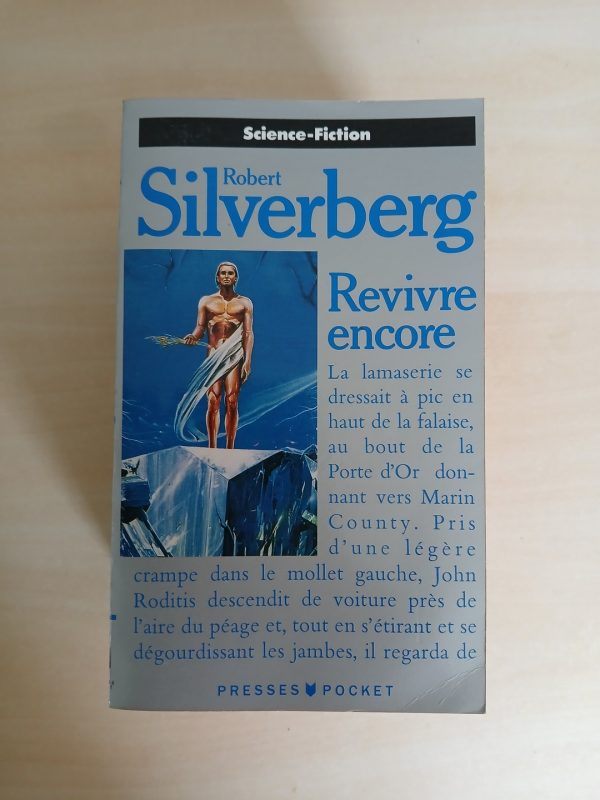 Science-Fiction
Robert
Silverberg
Revivre
encore
La lamaserie se
dressait à pic en
haut de la falaise,
au bout de la
Porte d'Or don-
nant vers Marin
County. Pris
d'une légère
crampe dans le mollet gauche, John
Roditis descendit de voiture près de
l'aire du péage et, tout en s'étirant et se
dégourdissant les jambes, il regarda de
PRESSES POCKET